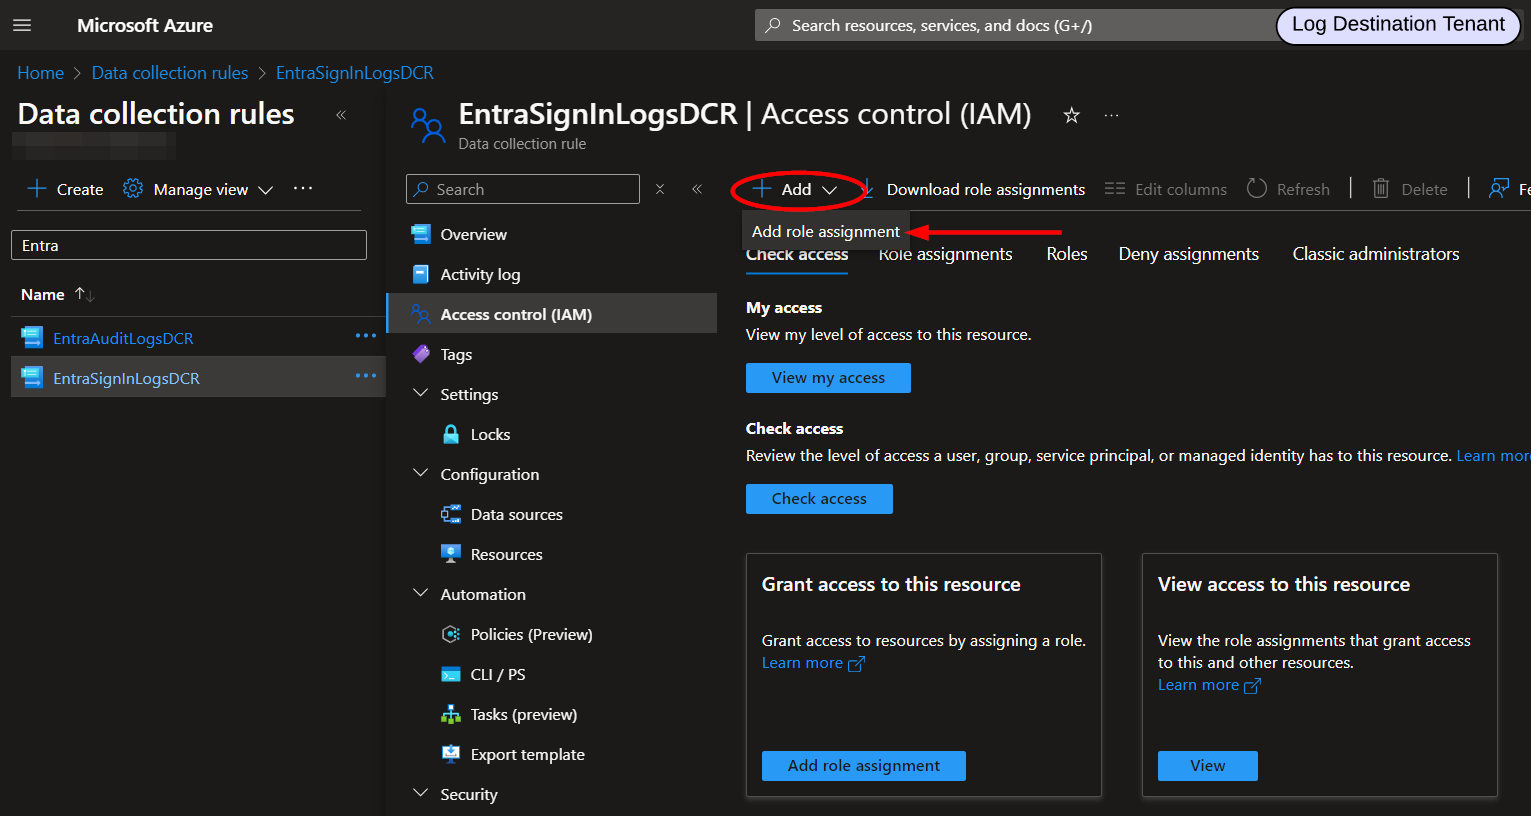 Microsoft Azure
Search resources, services, and docs (G+/)
Log Destination Tenant
Home > Data collection rules > EntraSignInLogsDCR
Data collection rules
«
EntraSignInLogsDCR | Access control (IAM)
Data collection rule
Create
Manage view
Entra
Name
EntraAuditLogsDCR
EntraSignInLogsDCR
Search
Overview
Activity log
Access control (IAM)
Tags
Settings
Locks
Configuration
Data sources
Resources
Automation
Policies (Preview)
CLI / PS
Tasks (preview)
Export template
Security
Add
Download role assignments
Edit columns
Refresh
Delete
Fe
Add role assignment
Check access
Role assignments
Roles
Deny assignments
Classic administrators
My access
View my level of access to this resource.
View my access
Check access
Review the level of access a user, group, service principal, or managed identity has to this resource. Learn more
Check access
Grant access to this resource
Grant access to resources by assigning a role.
Learn more
Add role assignment
View access to this resource
View the role assignments that grant access
to this and other resources.
Learn more
View